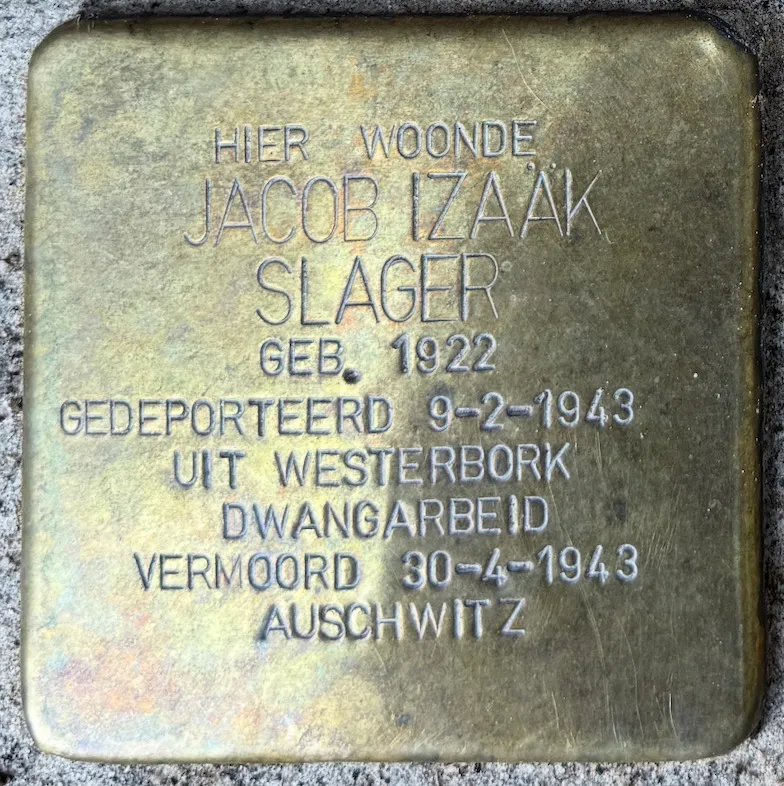 HIER WOONDE
JACOB IZAÄK
SLAGER
GEB. 1922
GEDEPORTEERD 9-2-1943
UIT WESTERBORK
DWANGARBEID
VERMOORD 30-4-1943
AUSCHWITZ